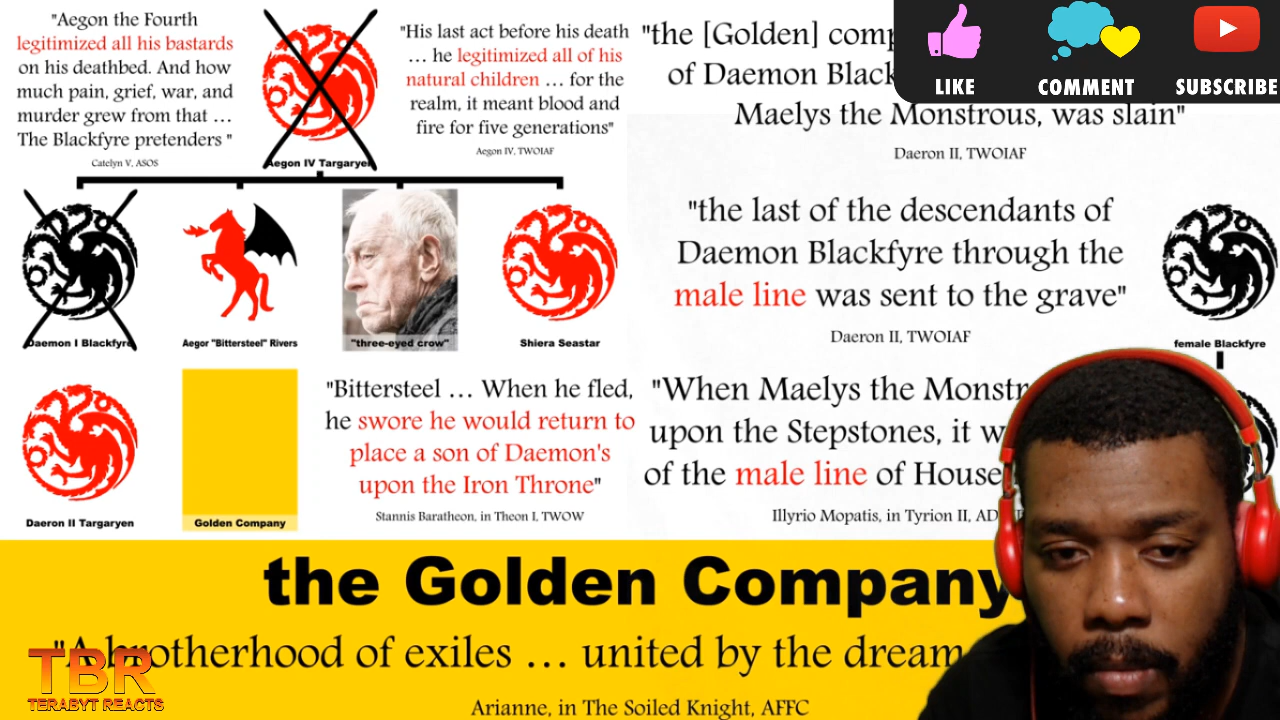 "Aegon the Fourth
legitimized all his bastards
on his deathbed. And how
much pain, grief, war, and
murder grew from that ...
The Blackfyre pretenders "
Catelyn V, ASOS
Aegon IV Targaryen
"His last act before his death
... he legitimized all of his
natural children ... for the
realm, it meant blood and
fire for five generations"
Aegon IV, TWOIAF
Daemon I Blackfyre
Aegor "Bittersteel" Rivers
"three-eyed crow"
Shiera Seastar
Daeron II Targaryen
Golden Company
"Bittersteel ... When he fled,
he swore he would return to
place a son of Daemon's
upon the Iron Throne"
Stannis Baratheon, in Theon I, TWOW
"the [Golden]
of Daemon
Maelys the Monstrous, was slain"
Daeron II, TWOIAF
"the last of the descendants of
Daemon Blackfyre through the
male line was sent to the grave"
Daeron II, TWOIAF
female Blackfyre
"When Maelys the
upon the Stepstones, it
of the male line of House
Illyrio Mopatis, in Tyrion II,
LIKE
COMMENT
SUBSCRIBE
the Golden Company
"A brotherhood of exiles ... united by the dream
Arianne, in The Soiled Knight, AFFC
TBR
TERABYT REACTS